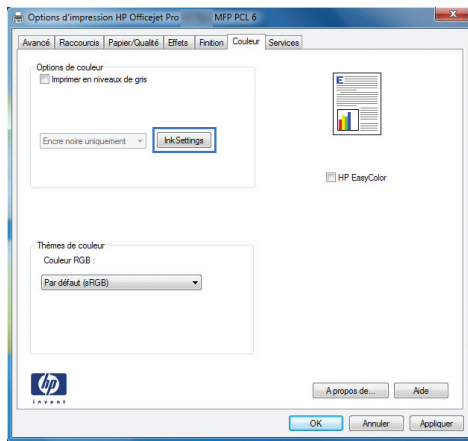 Options d'impression HP Officejet Pro MFP PCL 6
Avancé Raccourcis Papier/Qualité Effets Finition Couleur Services
Options de couleur
Imprimer en niveaux de gris
Encre noire uniquement InkSettings
E
HP EasyColor
Thèmes de couleur
Couleur RGB :
Par défaut (sRGB)
hp
invent
A propos de... Aide
OK Annuler Appliquer